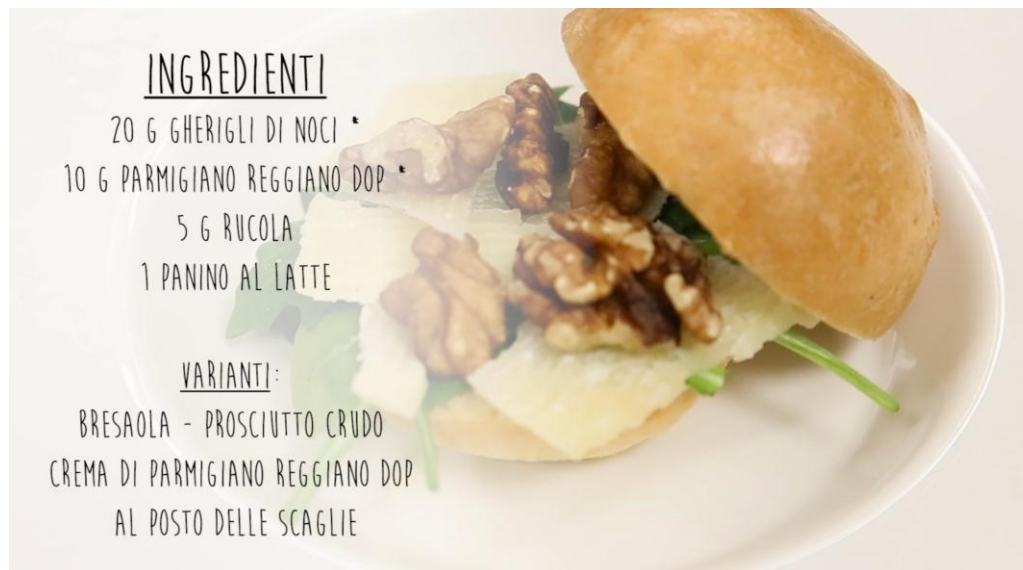 INGREDIENTI
20 G GHERIGLI DI NOCI *
10 G PARMIGIANO REGGIANO DOP *
5 G RUCOLA
1 PANINO AL LATTE
VARIANTI:
BRESAOLA - PROSCIUTTO CRUDO
CREMA DI PARMIGIANO REGGIANO DOP
AL POSTO DELLE SCAGLIE